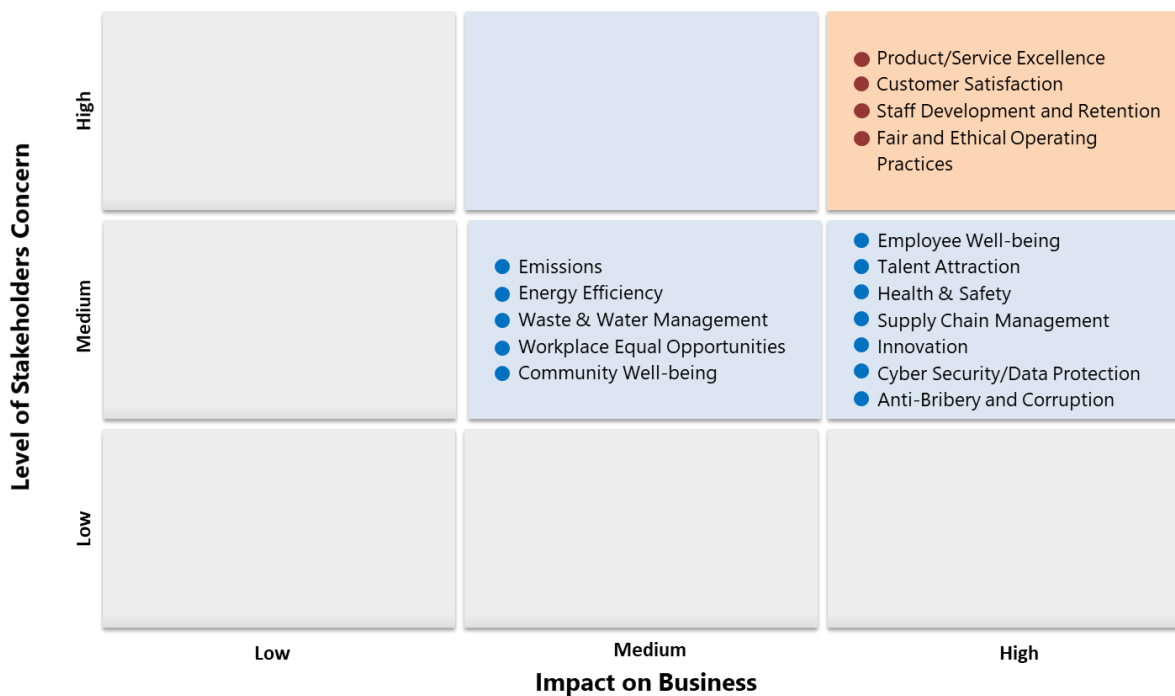 Level of Stakeholders Concern
High
Product/Service Excellence
Customer Satisfaction
Staff Development and Retention
Fair and Ethical Operating
Practices
Medium
Emissions
Energy Efficiency
Waste & Water Management
Workplace Equal Opportunities
Community Well-being
Employee Well-being
Talent Attraction
Health & Safety
Supply Chain Management
Innovation
Cyber Security/Data Protection
Anti-Bribery and Corruption
Low
Low
Medium
High
Impact on Business